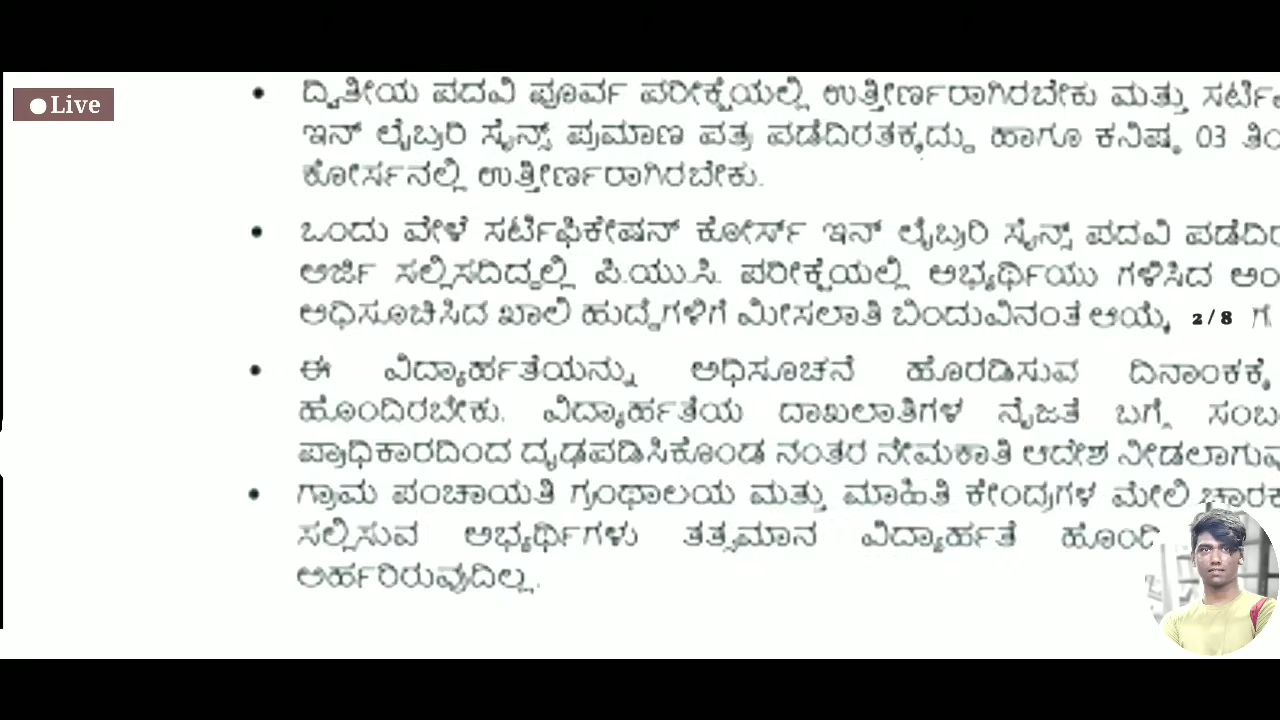 Live
ದ್ವಿತೀಯ ಪದವಿ ಪೂರ್ವ ಪರೀಕ್ಷೆಯಲ್ಲಿ ಉತ್ತೀರ್ಣರಾಗಿರಬೇಕು ಮತ್ತು
ಇನ್ ಲೈಬ್ರರಿ ಸೈನ್ಸ್ ಪ್ರಮಾಣ ಪತ್ರ ಪಡೆದಿರತಕ್ಕದ್ದು ಹಾಗೂ ಕನಿಷ್ಠ 03
ಕೋರ್ಸನಲ್ಲಿ ಉತ್ತೀರ್ಣರಾಗಿರಬೇಕು.
ಒಂದು ವೇಳೆ ಸರ್ಟಿಫಿಕೇಷನ್ ಕೋರ್ಸ್ ಇನ್ ಲೈಬ್ರರಿ ಸೈನ್ಸ್ ಪದವಿ
ಅರ್ಜಿ ಸಲ್ಲಿಸದಿದ್ದಲ್ಲಿ ಪಿ.ಯು.ಸಿ. ಪರೀಕ್ಷೆಯಲ್ಲಿ ಅಭ್ಯರ್ಥಿಯು ಗಳಿಸಿದ
ಅಧಿಸೂಚಿಸಿದ ಖಾಲಿ ಹುದ್ದೆಗಳಿಗೆ ಮೀಸಲಾತಿ ಬಿಂದುವಿನಂತೆ ಆಯ್ಕೆ 2 / 8
ಈ ವಿದ್ಯಾರ್ಹತೆಯನ್ನು ಅಧಿಸೂಚನೆ ಹೊರಡಿಸುವ ದಿನಾಂಕಕ್ಕೆ
ಹೊಂದಿರಬೇಕು. ವಿದ್ಯಾರ್ಹತೆಯ ದಾಖಲಾತಿಗಳ ನೈಜತೆ ಬಗ್ಗೆ
ಪ್ರಾಧಿಕಾರದಿಂದ ದೃಢಪಡಿಸಿಕೊಂಡ ನಂತರ ನೇಮಕಾತಿ ಆದೇಶ
ಗ್ರಾಮ ಪಂಚಾಯತಿ ಗ್ರಂಥಾಲಯ ಮತ್ತು ಮಾಹಿತಿ ಕೇಂದ್ರಗಳ
ಸಲ್ಲಿಸುವ ಅಭ್ಯರ್ಥಿಗಳು ತತ್ಸಮಾನ ವಿದ್ಯಾರ್ಹತೆ
ಅರ್ಹರಿರುವುದಿಲ್ಲ.